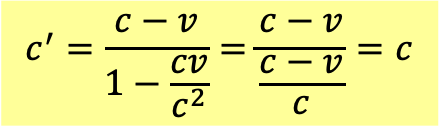 c′ = (c − v)/(1 − cv/c²) = (c − v)/((c − v)/c) = c